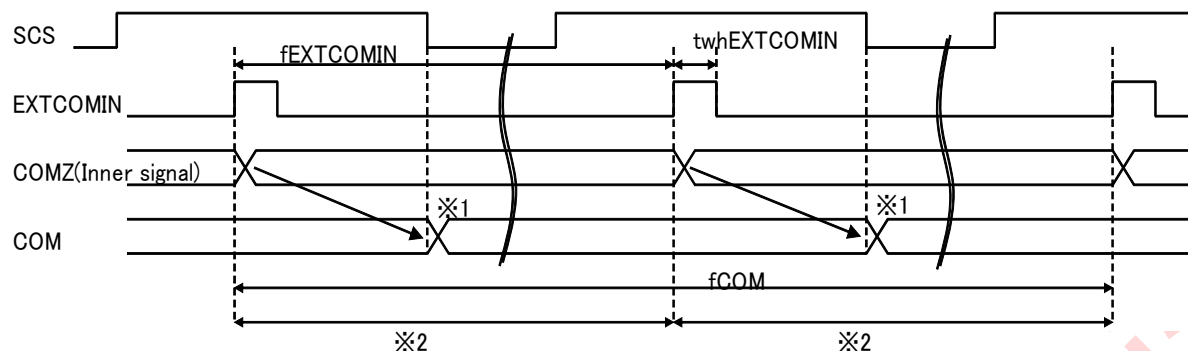 SCS
fEXTCOMIN
twhEXTCOMIN
EXTCOMIN
COMZ(Inner signal)
※1
※1
COM
fCOM
※2
※2